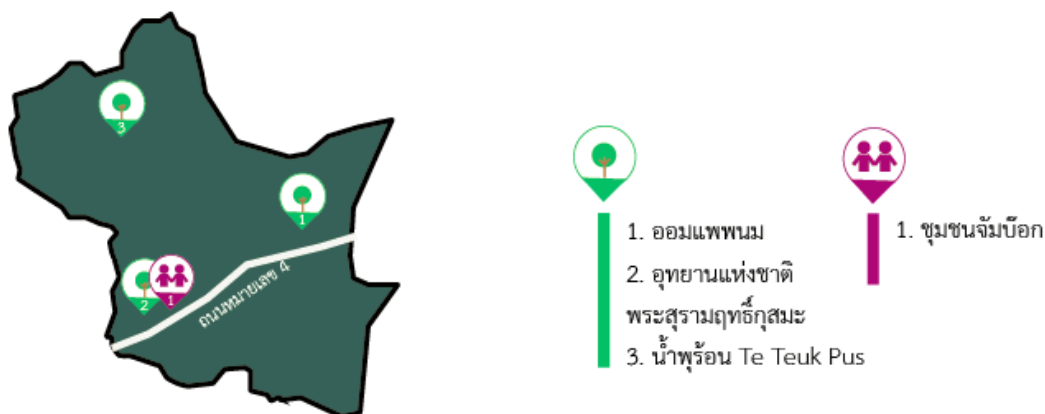 3
1
2
1
ถนนหมายเลข 4
1. ออมแพพนม
2. อุทยานแห่งชาติ
พระสุรามฤทธิ์กุสมะ
3. น้ำพุร้อน Te Teuk Pus
1. ชุมชนจัมบ๊อก